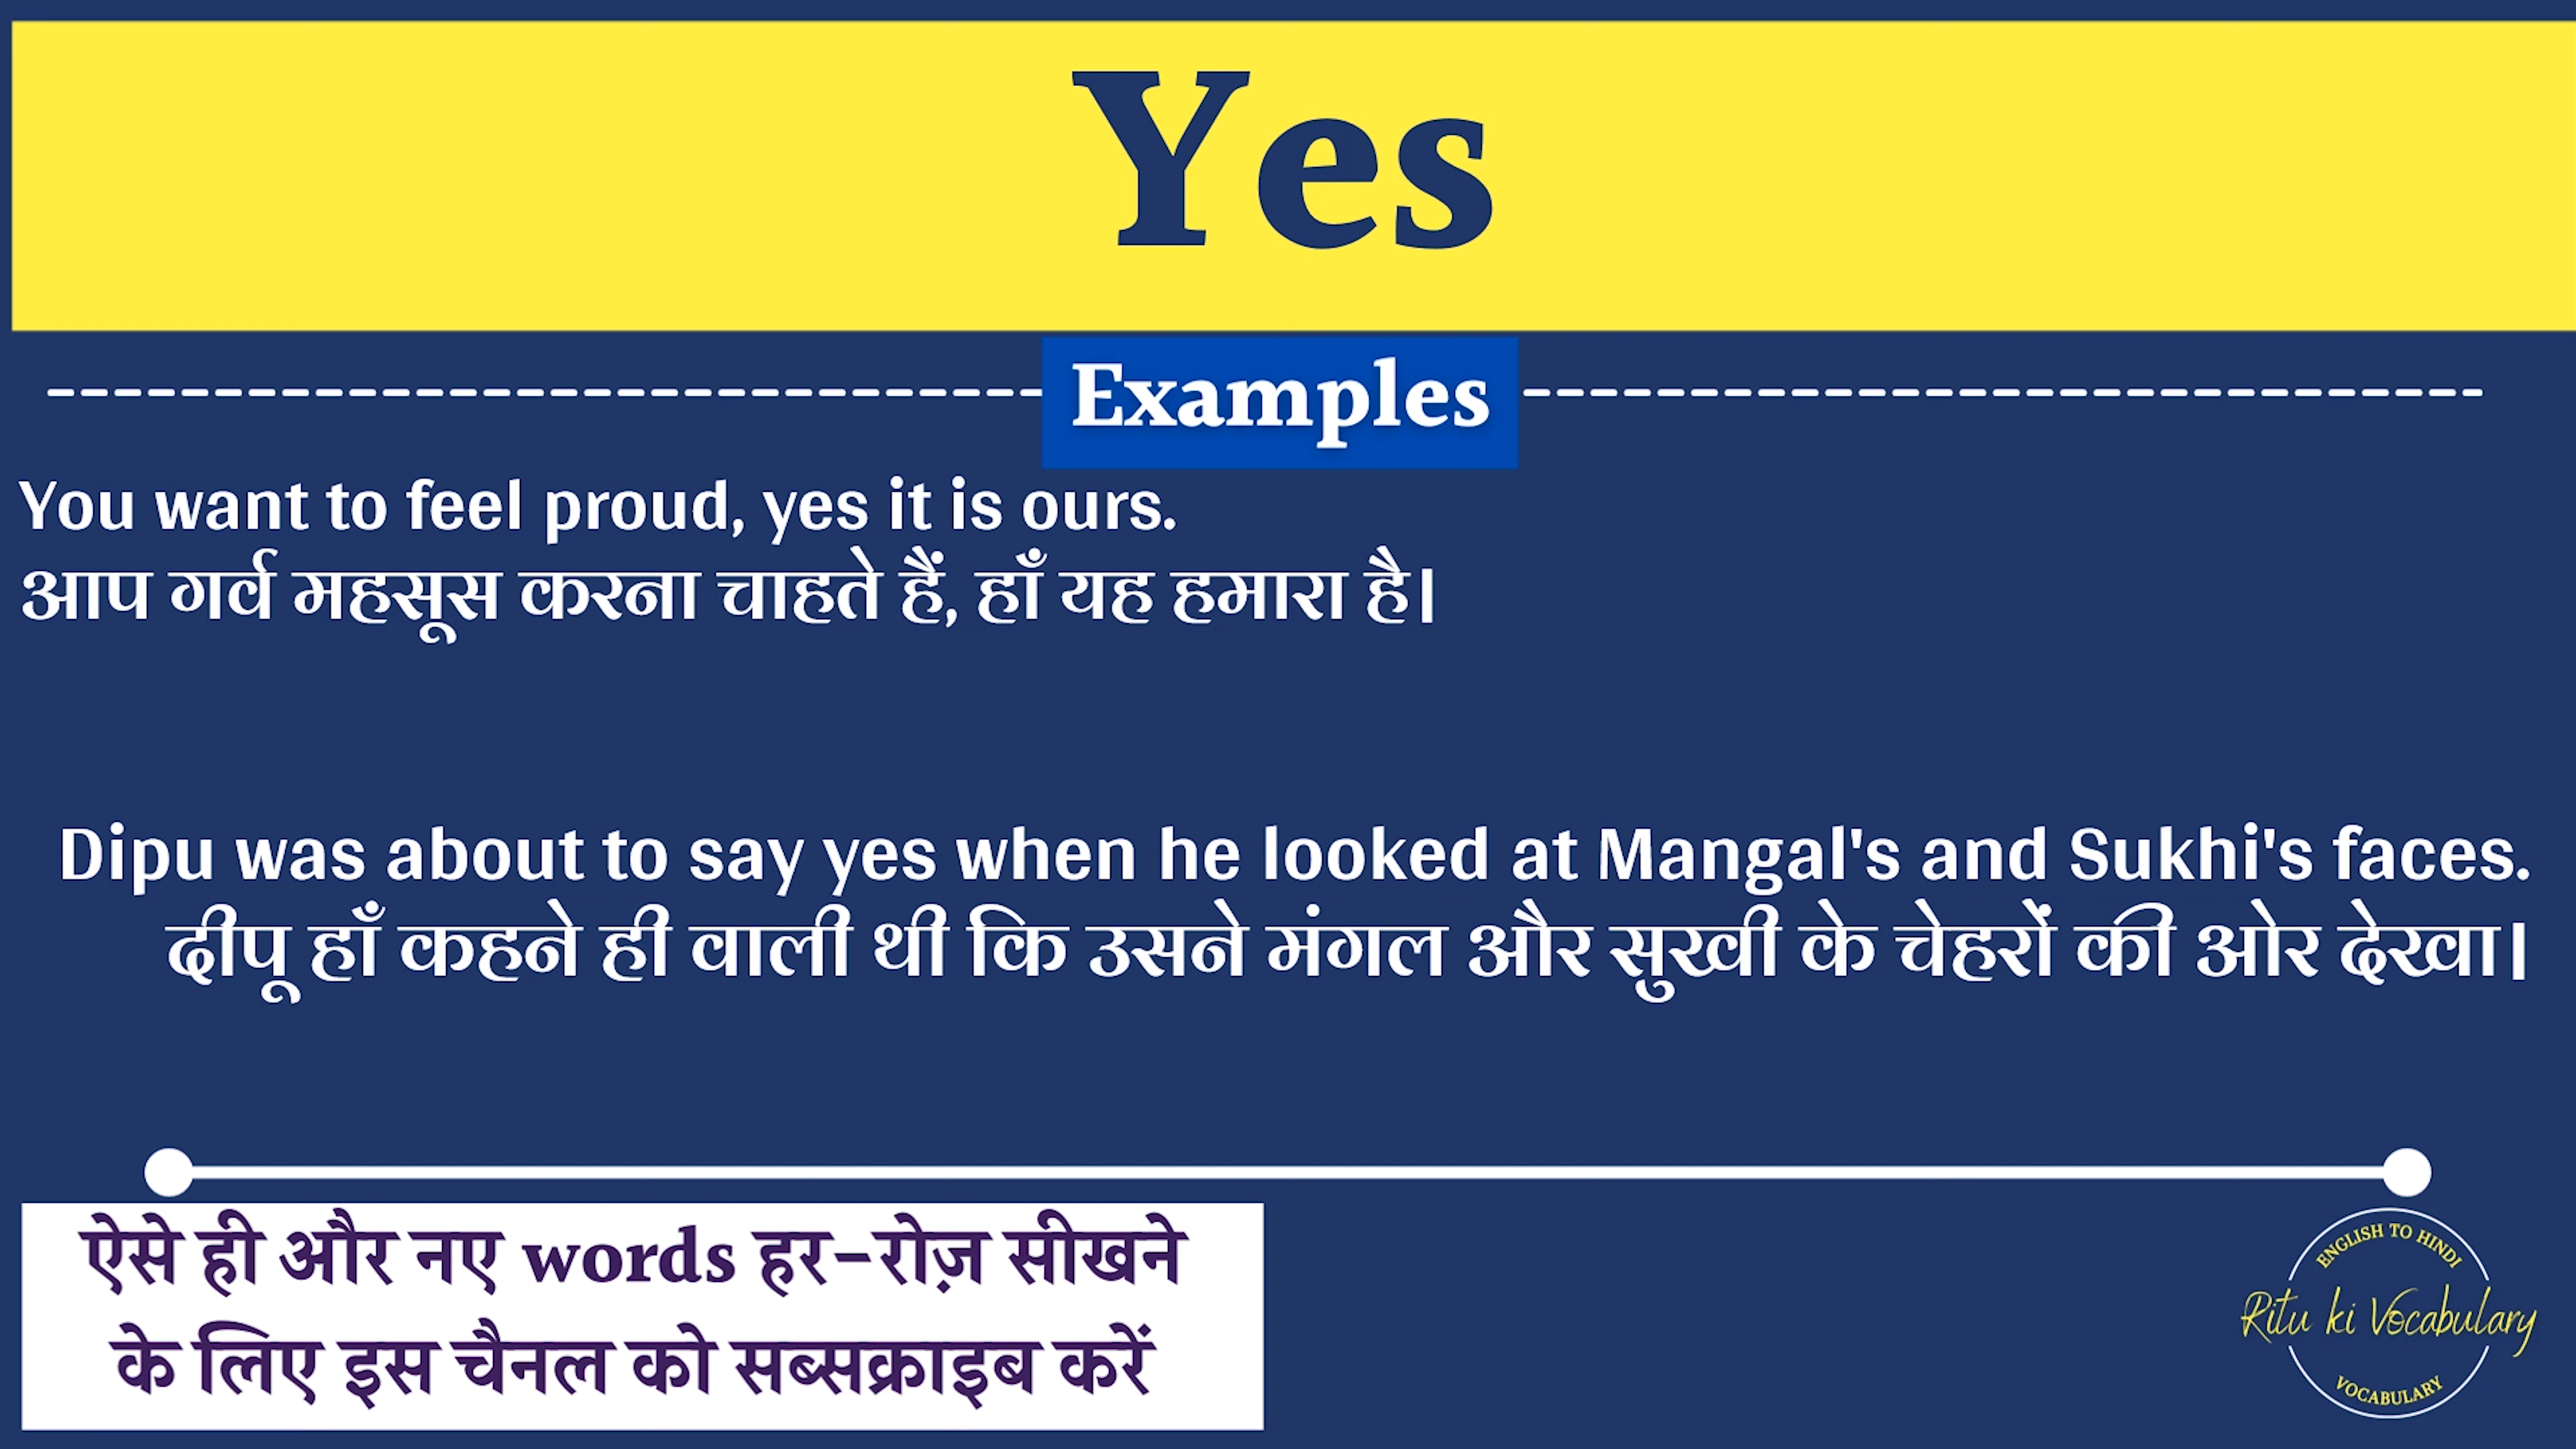 Yes
Examples
You want to feel proud, yes it is ours.
आप गर्व महसूस करना चाहते हैं, हाँ यह हमारा है।
Dipu was about to say yes when he looked at Mangal's and Sukhi's faces.
दीपू हाँ कहने ही वाली थी कि उसने मंगल और सुखी के चेहरों की ओर देखा।
ऐसे ही और नए words हर-रोज़ सीखने
के लिए इस चैनल को सब्सक्राइब करें
ENGLISH TO HINDI
Ritu ki Vocabulary
VOCABULARY